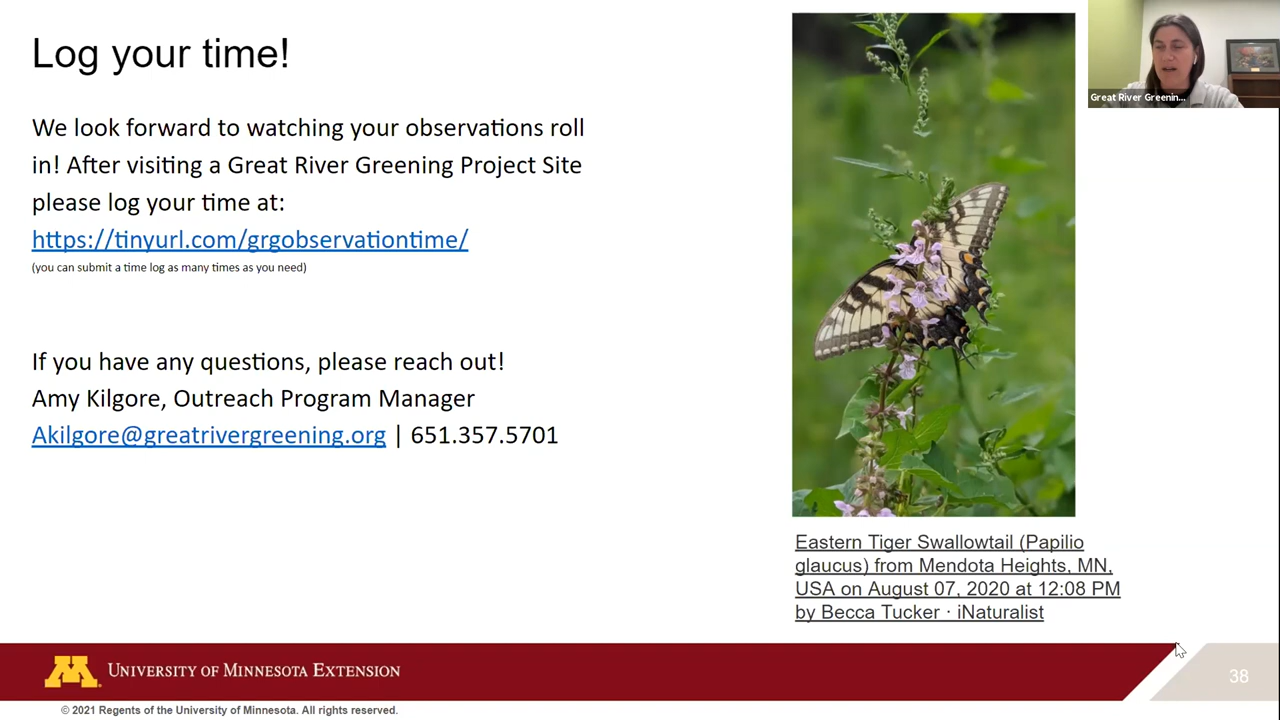 Log your time!
We look forward to watching your observations roll
in! After visiting a Great River Greening Project Site
please log your time at:
https://tinyurl.com/grgobservationtime/
(you can submit a time log as many times as you need)
If you have any questions, please reach out!
Amy Kilgore, Outreach Program Manager
Akilgore@greatrivergreening.org | 651.357.5701
Great River Greenin...
Eastern Tiger Swallowtail (Papilio
glaucus) from Mendota Heights, MN,
USA on August 07, 2020 at 12:08 PM
by Becca Tucker · iNaturalist
M UNIVERSITY OF MINNESOTA EXTENSION
38
© 2021 Regents of the University of Minnesota. All rights reserved.